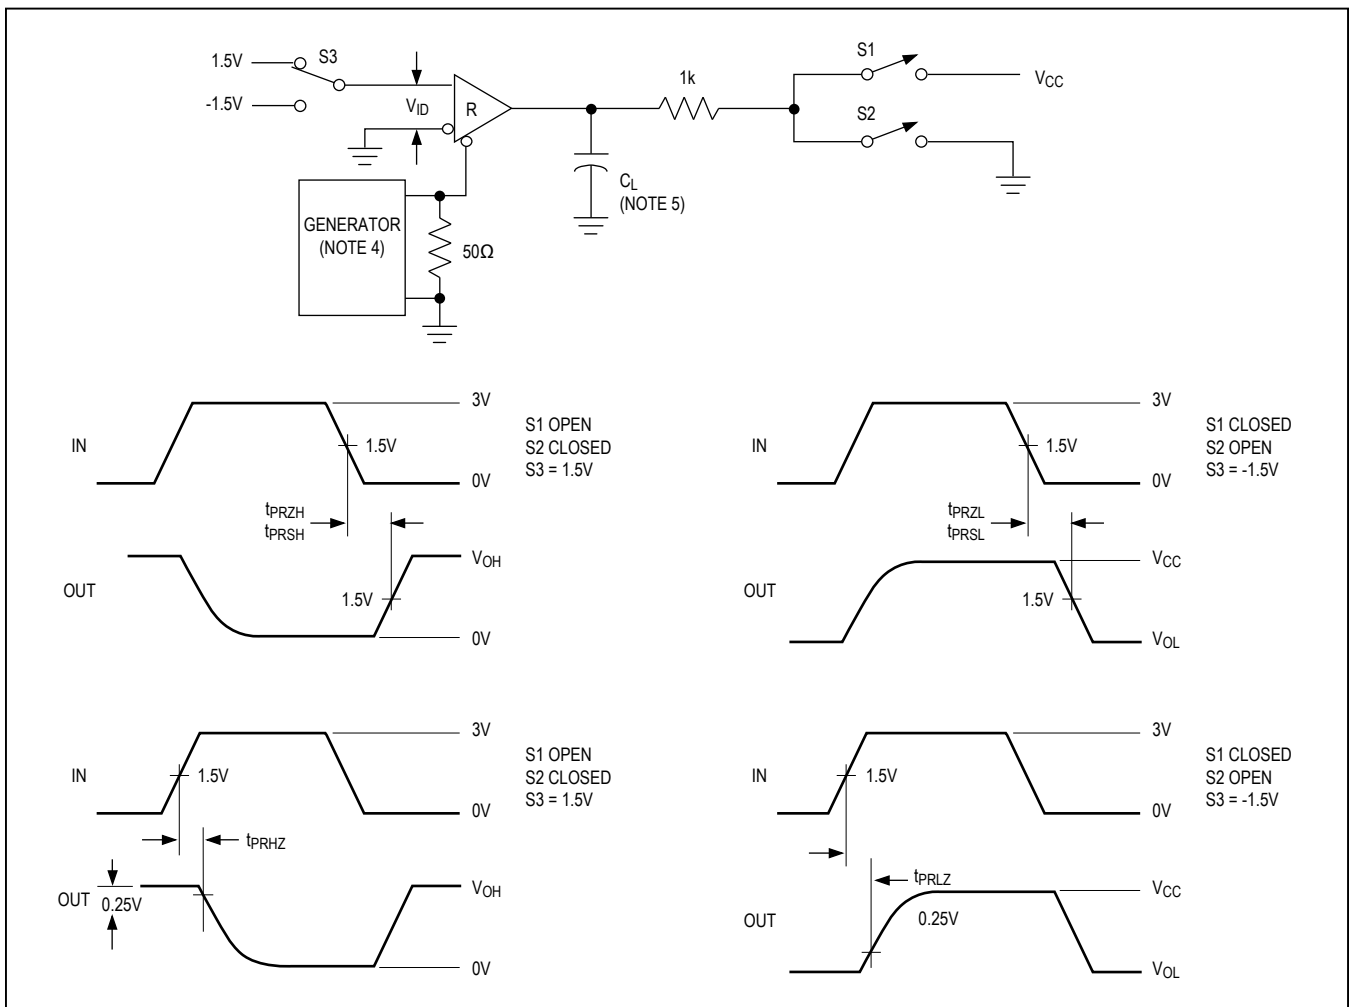 1.5V
S3
-1.5V
VID
R
1k
S1
VCC
S2
CL
(NOTE 5)
GENERATOR
(NOTE 4)
50Ω
IN
3V
1.5V
0V
S1 OPEN
S2 CLOSED
S3 = 1.5V
tPRZH
tPRSH
OUT
VOH
1.5V
0V
IN
3V
1.5V
0V
S1 CLOSED
S2 OPEN
S3 = -1.5V
tPRZL
tPRSL
OUT
VCC
1.5V
VOL
IN
3V
1.5V
0V
S1 OPEN
S2 CLOSED
S3 = 1.5V
tPRHZ
OUT
0.25V
VOH
0V
IN
3V
1.5V
0V
S1 CLOSED
S2 OPEN
S3 = -1.5V
tPRLZ
OUT
0.25V
VCC
VOL